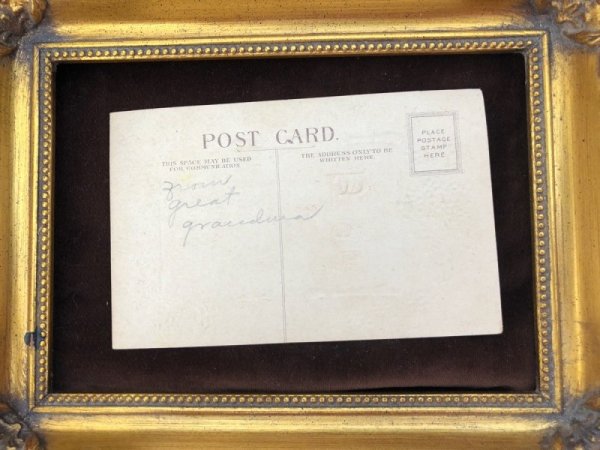 POST CARD.
THIS SPACE MAY BE USED
FOR COMMUNICATION
THE ADDRESS ONLY TO BE
WRITTEN HERE
PLACE
POSTAGE
STAMP
HERE
From
great
grandma